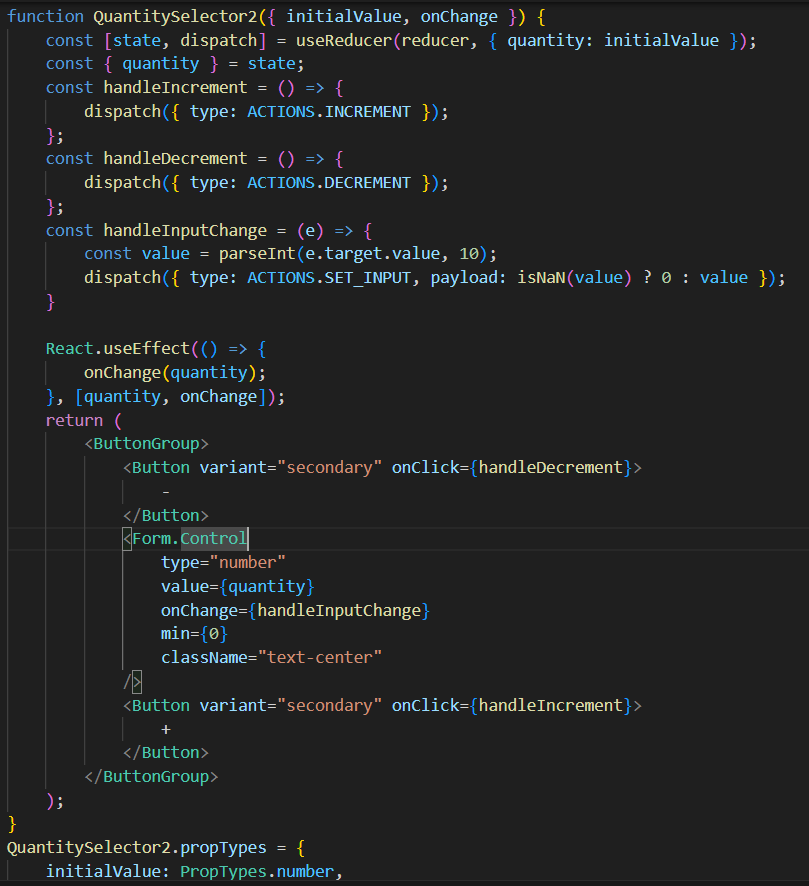 function QuantitySelector2({ initialValue, onChange }) {
    const [state, dispatch] = useReducer(reducer, { quantity: initialValue });
    const { quantity } = state;
    const handleIncrement = () => {
        dispatch({ type: ACTIONS.INCREMENT });
    };
    const handleDecrement = () => {
        dispatch({ type: ACTIONS.DECREMENT });
    };
    const handleInputChange = (e) => {
        const value = parseInt(e.target.value, 10);
        dispatch({ type: ACTIONS.SET_INPUT, payload: isNaN(value) ? 0 : value });
    }

    React.useEffect(() => {
        onChange(quantity);
    }, [quantity, onChange]);
    return (
        <ButtonGroup>
            <Button variant="secondary" onClick={handleDecrement}>
                -
            </Button>
            <Form.Control
                type="number"
                value={quantity}
                onChange={handleInputChange}
                min={0}
                className="text-center"
            />
            <Button variant="secondary" onClick={handleIncrement}>
                +
            </Button>
        </ButtonGroup>
    );
}
QuantitySelector2.propTypes = {
    initialValue: PropTypes.number,